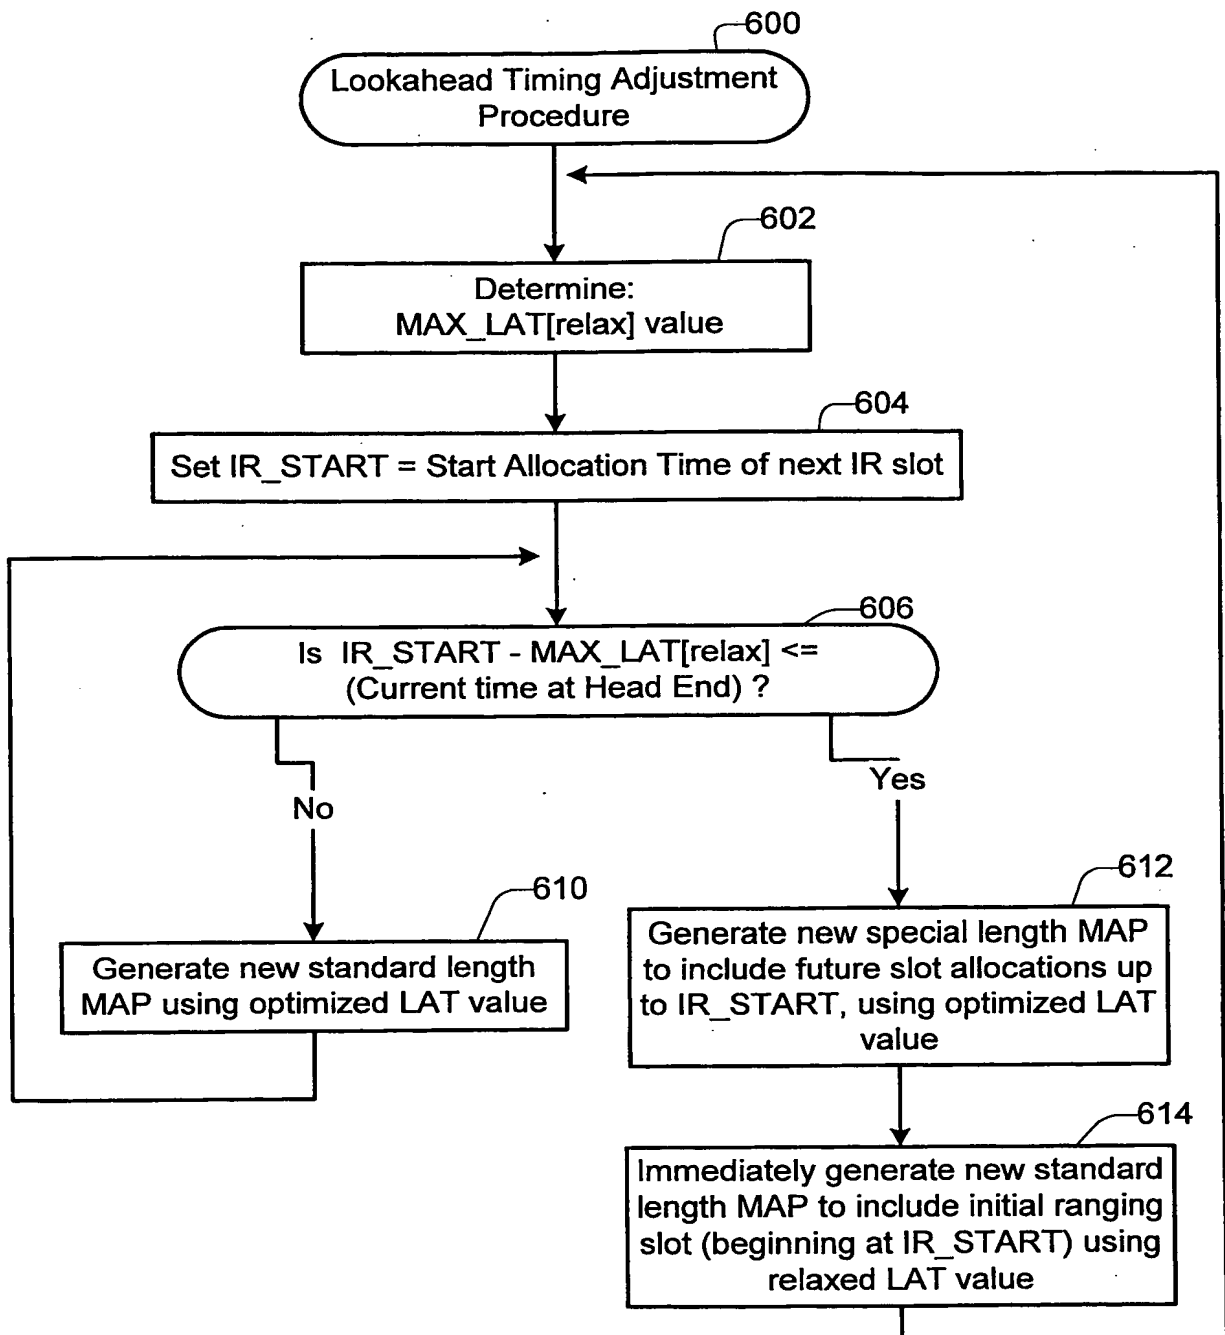 600
Lookahead Timing Adjustment
Procedure
602
Determine:
MAX_LAT[relax] value
604
Set IR_START = Start Allocation Time of next IR slot
606
Is IR_START - MAX_LAT[relax] <=
(Current time at Head End) ?
No
Yes
610
Generate new standard length
MAP using optimized LAT value
612
Generate new special length MAP
to include future slot allocations up
to IR_START, using optimized LAT
value
614
Immediately generate new standard
length MAP to include initial ranging
slot (beginning at IR_START) using
relaxed LAT value